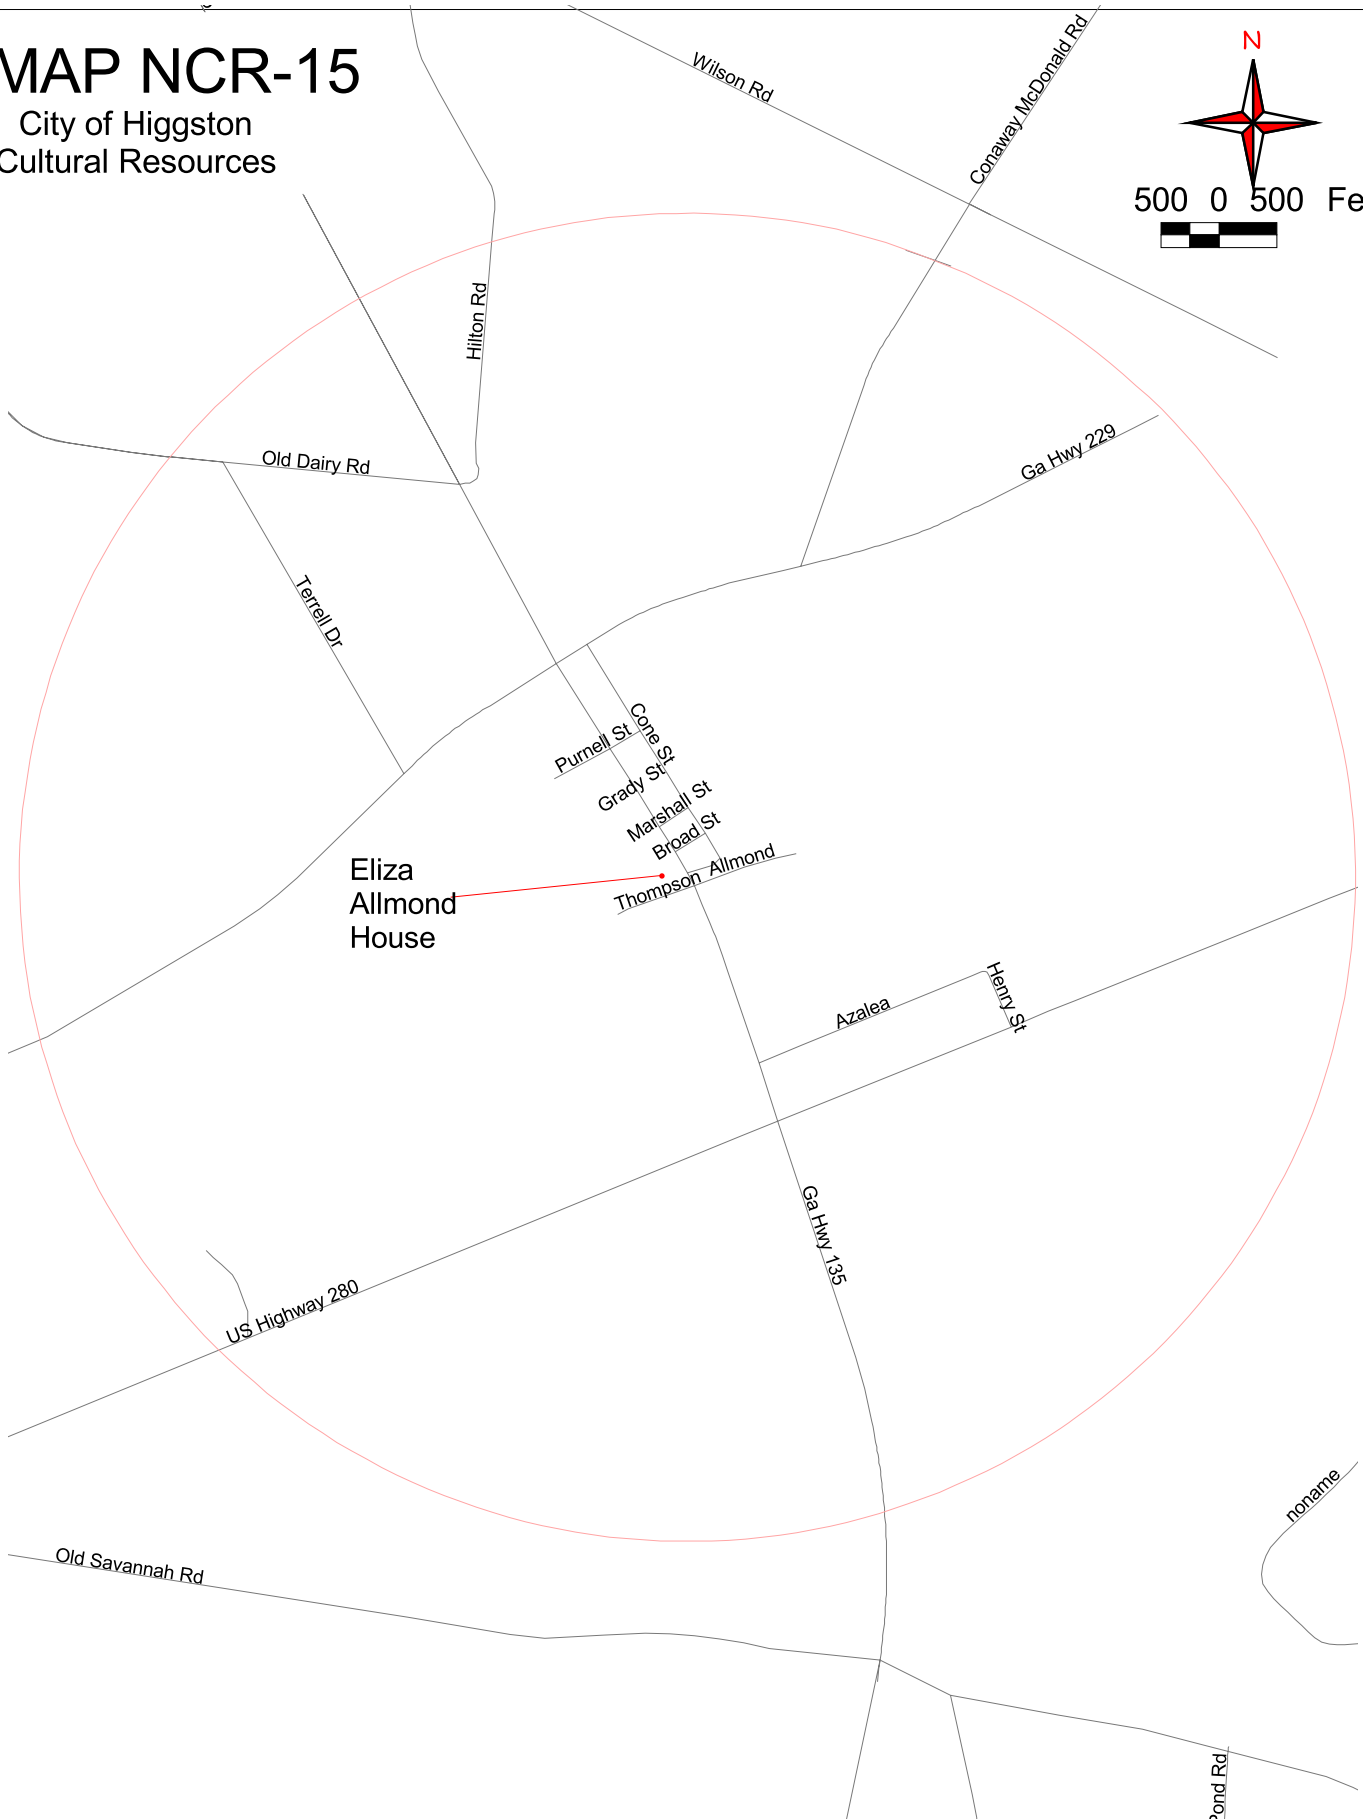 MAP NCR-15
City of Higgston
Cultural Resources
Wilson Rd
Conaway McDonald Rd
N
500 0 500 Fe
Hilton Rd
Old Dairy Rd
Ga Hwy 229
Terrell Dr
Cone St
Purnell St
Grady St
Marshall St
Broad St
Allmond
Thompson
Eliza
Allmond
House
Henry St
Azalea
Ga Hwy 135
US Highway 280
noname
Old Savannah Rd
Pond Rd